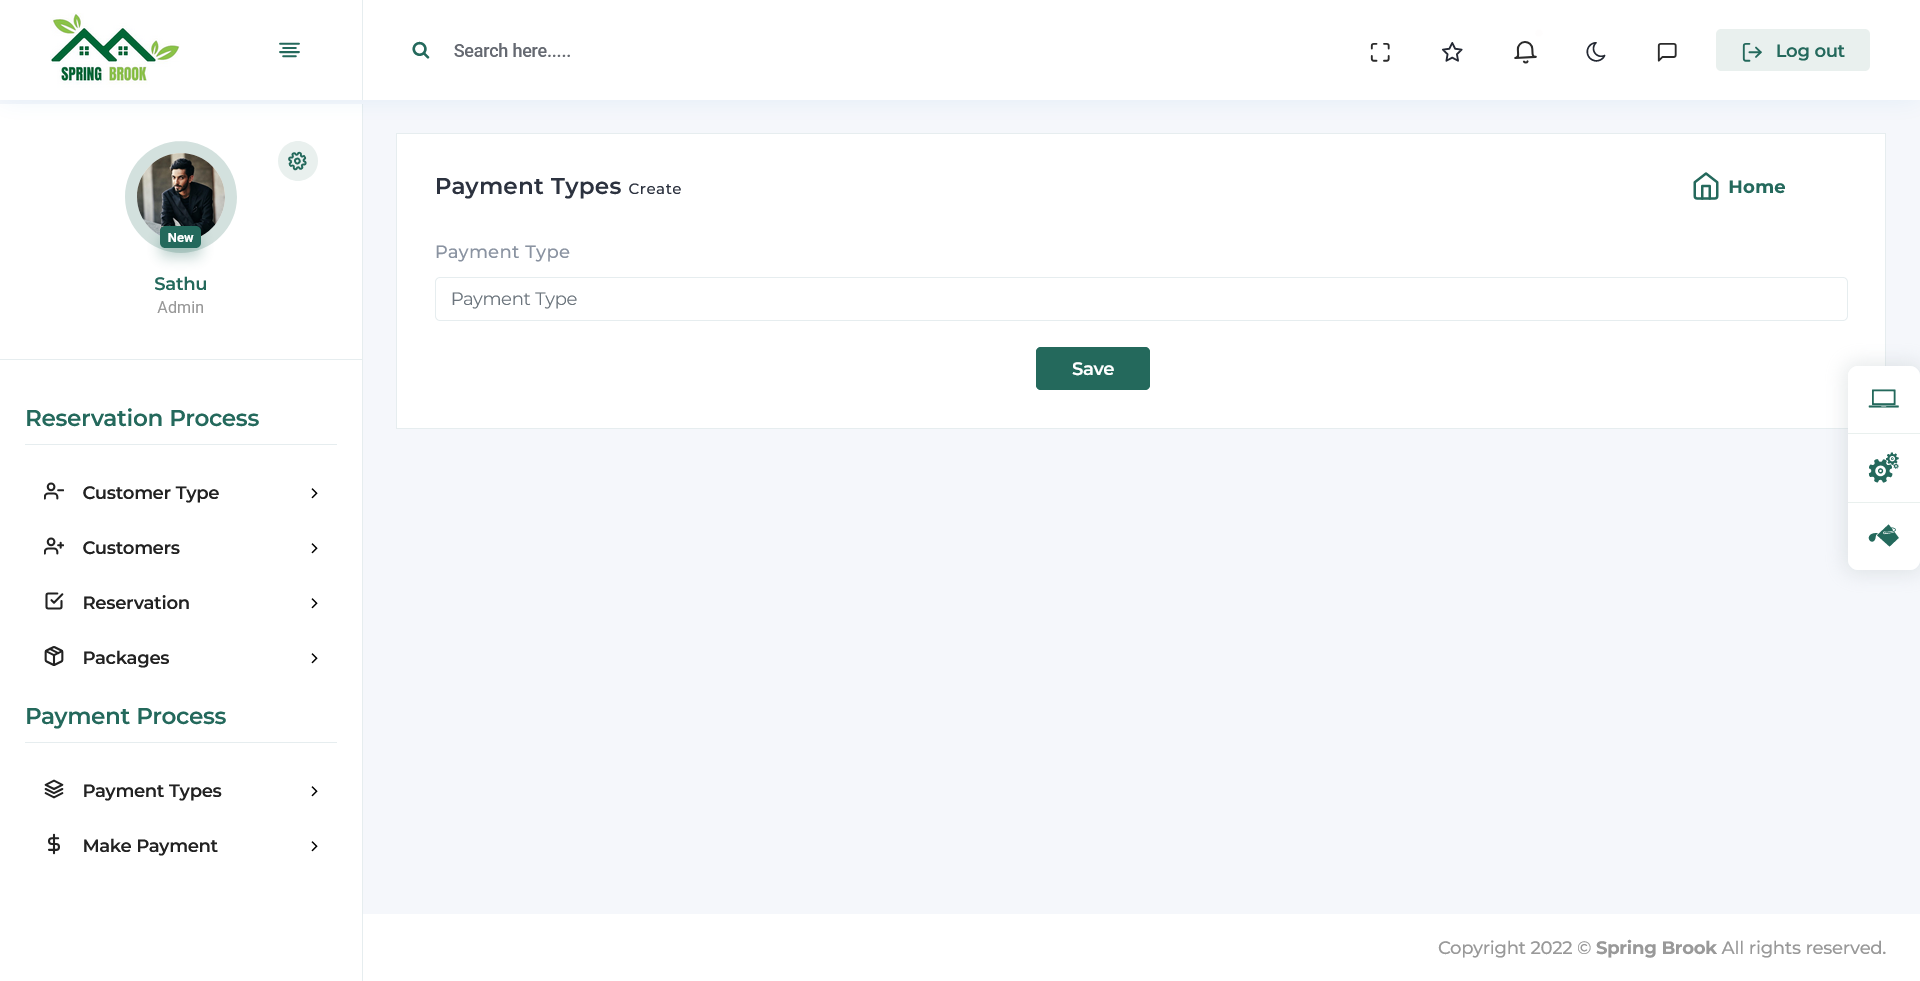 SPRING BROOK
Search here.....
Log out
New
Sathu
Admin
Reservation Process
Customer Type
Customers
Reservation
Packages
Payment Process
Payment Types
Make Payment
Payment Types Create
Home
Payment Type
Payment Type
Save
Copyright 2022 © Spring Brook All rights reserved.